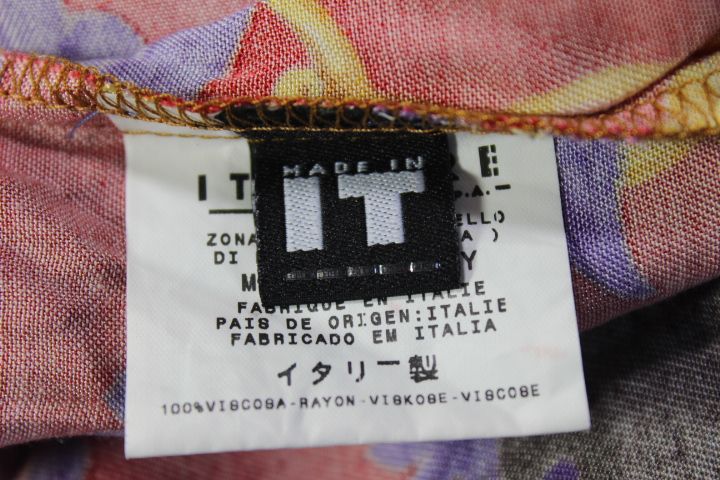 MADE IN
IT
ELLO
ZONA
DI
FABRIQUE EN ITALIE
PAIS DE ORIGEN:ITALIE
FABRICADO EM ITALIA
イタリー製
100%VISCOSA-RAYON-VISKOSE-VISCOSE